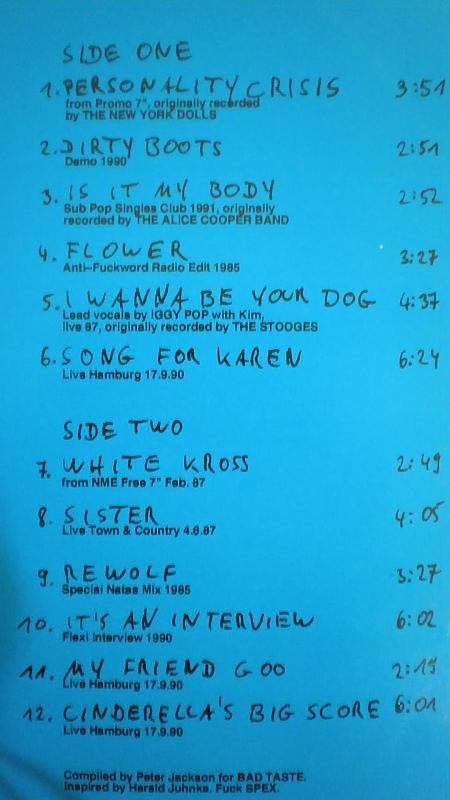 SIDE ONE
1. PERSONALITY CRISIS 3:51
from Promo 7", originally recorded
by THE NEW YORK DOLLS
2. DIRTY BOOTS 2:51
Demo 1990
3. IS IT MY BODY 2:52
Sub Pop Singles Club 1991, originally
recorded by THE ALICE COOPER BAND
4. FLOWER 3:27
Anti-Fuckword Radio Edit 1985
5. I WANNA BE YOUR DOG 4:37
Lead vocals by IGGY POP with Kim,
live 87, originally recorded by THE STOOGES
6. SONG FOR KAREN 6:24
Live Hamburg 17.9.90
SIDE TWO
7. WHITE KROSS 2:49
from NME Free 7" Feb. 87
8. SISTER 4:05
Live Town & Country 4.6.87
9. REWOLF 3:27
Special Natas Mix 1985
10. IT'S AN INTERVIEW 6:02
Flexi Interview 1990
11. MY FRIEND GOO 2:19
Live Hamburg 17.9.90
12. CINDERELLA'S BIG SCORE 6:01
Live Hamburg 17.9.90
Compiled by Peter Jackson for BAD TASTE.
Inspired by Harald Juhnke. Fuck SPEX.